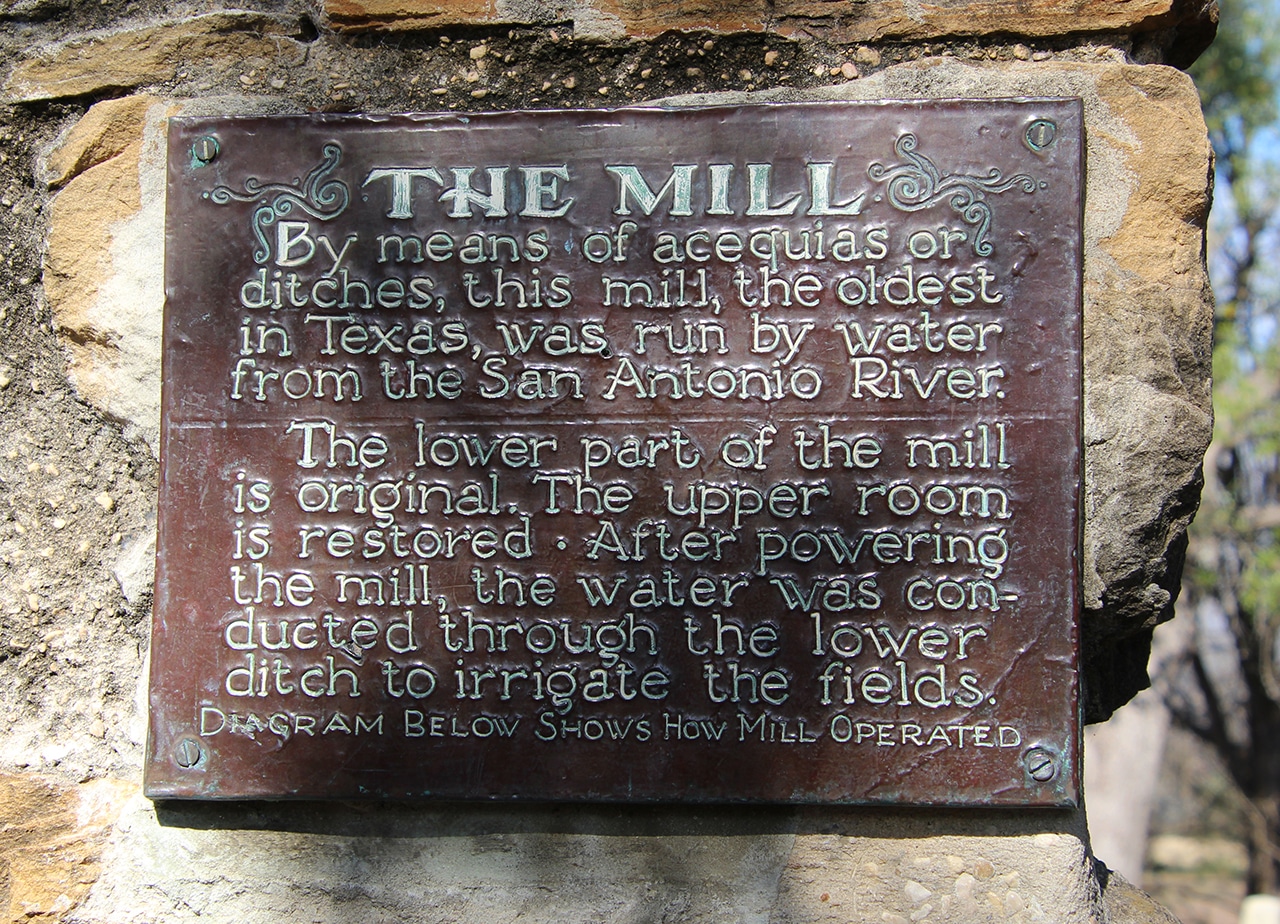 THE MILL
By means of acequias or
ditches, this mill, the oldest
in Texas, was run by water
from the San Antonio River.
The lower part of the mill
is original. The upper room
is restored · After powering
the mill, the water was con-
ducted through the lower
ditch to irrigate the fields.
DIAGRAM BELOW SHOWS HOW MILL OPERATED